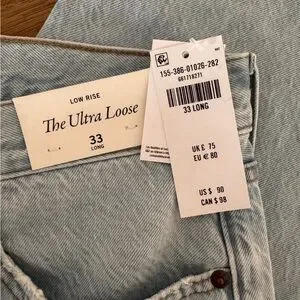 LOW RISE
The Ultra Loose
33
LONG
155-386-01026-282
661718271
33 LONG
UK £ 75
EU € 80
US $ 90
CAN $ 98